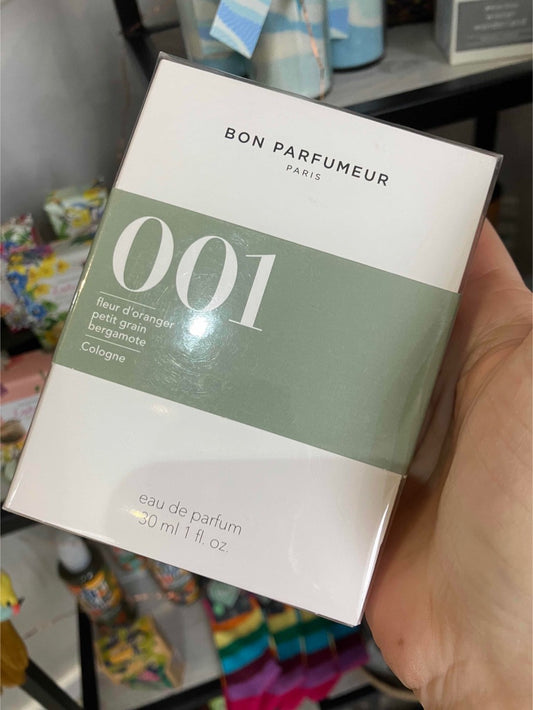 BON PARFUMEUR
PARIS
001
fleur d'oranger
petit grain
bergamote
Cologne
eau de parfum
30 ml 1 fl. oz.